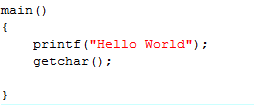 main()
{
    printf("Hello World");
    getchar();
}